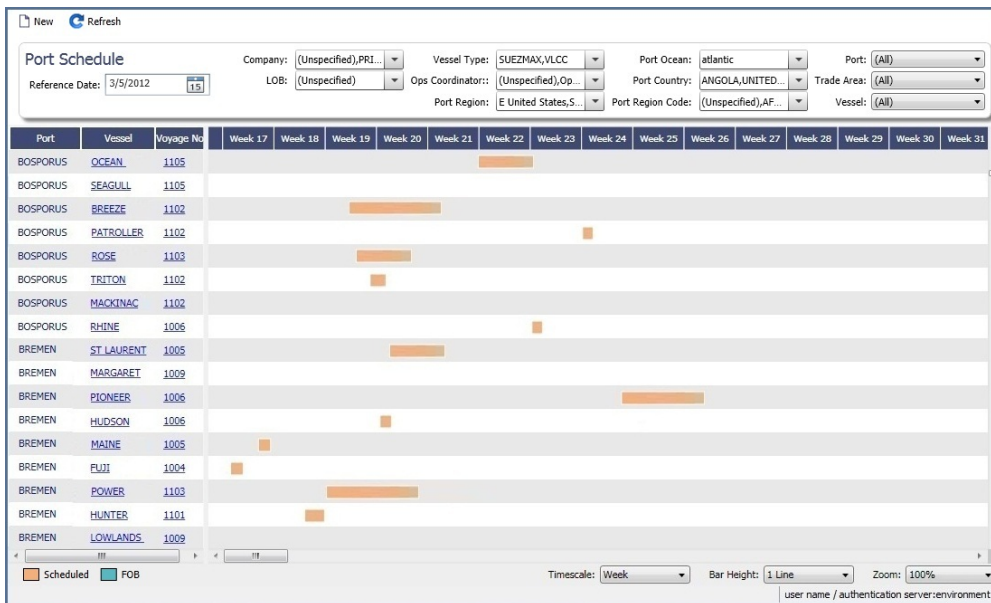 New Refresh
Port Schedule
Reference Date: 3/5/2012 15
Company: (Unspecified),PRI... Vessel Type: SUEZMAX,VLCC Port Ocean: atlantic Port: (All)
LOB: (Unspecified) Ops Coordinator:: (Unspecified),Op... Port Country: ANGOLA,UNITED... Trade Area: (All)
Port Region: E United States,S... Port Region Code: (Unspecified),AF... Vessel: (All)
Port Vessel Voyage No Week 17 Week 18 Week 19 Week 20 Week 21 Week 22 Week 23 Week 24 Week 25 Week 26 Week 27 Week 28 Week 29 Week 30 Week 31
BOSPORUS OCEAN 1105
BOSPORUS SEAGULL 1105
BOSPORUS BREEZE 1102
BOSPORUS PATROLLER 1102
BOSPORUS ROSE 1103
BOSPORUS TRITON 1102
BOSPORUS MACKINAC 1102
BOSPORUS RHINE 1006
BREMEN ST LAURENT 1005
BREMEN MARGARET 1009
BREMEN PIONEER 1006
BREMEN HUDSON 1006
BREMEN MAINE 1005
BREMEN FUJI 1004
BREMEN POWER 1103
BREMEN HUNTER 1101
BREMEN LOWLANDS 1009
Scheduled FOB Timescale: Week Bar Height: 1 Line Zoom: 100%
user name / authentication server:environment